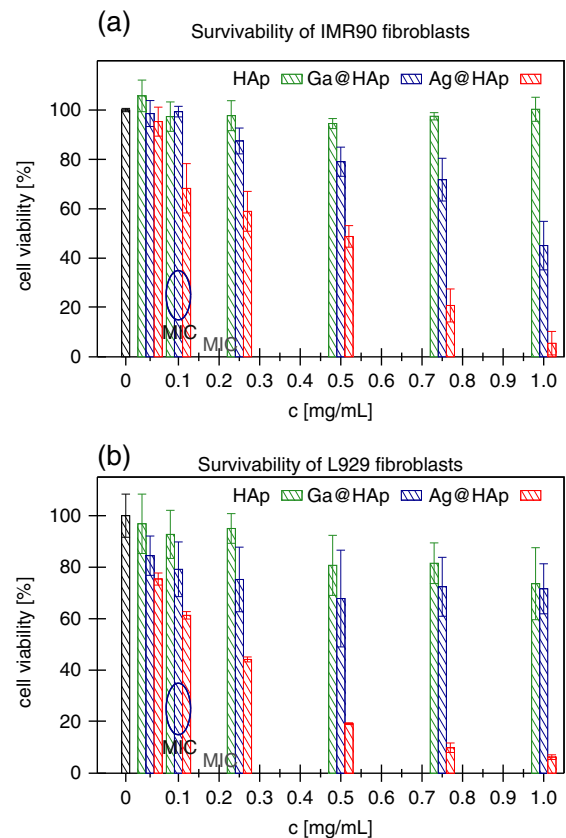 (a)
Survivability of IMR90 fibroblasts
HAp Ga@HAp Ag@HAp
cell viability [%]
100
80
60
40
20
0
MIC
MIC
0 0.1 0.2 0.3 0.4 0.5 0.6 0.7 0.8 0.9 1.0
c [mg/mL]
(b)
Survivability of L929 fibroblasts
HAp Ga@HAp Ag@HAp
cell viability [%]
100
80
60
40
20
0
MIC
MIC
0 0.1 0.2 0.3 0.4 0.5 0.6 0.7 0.8 0.9 1.0
c [mg/mL]